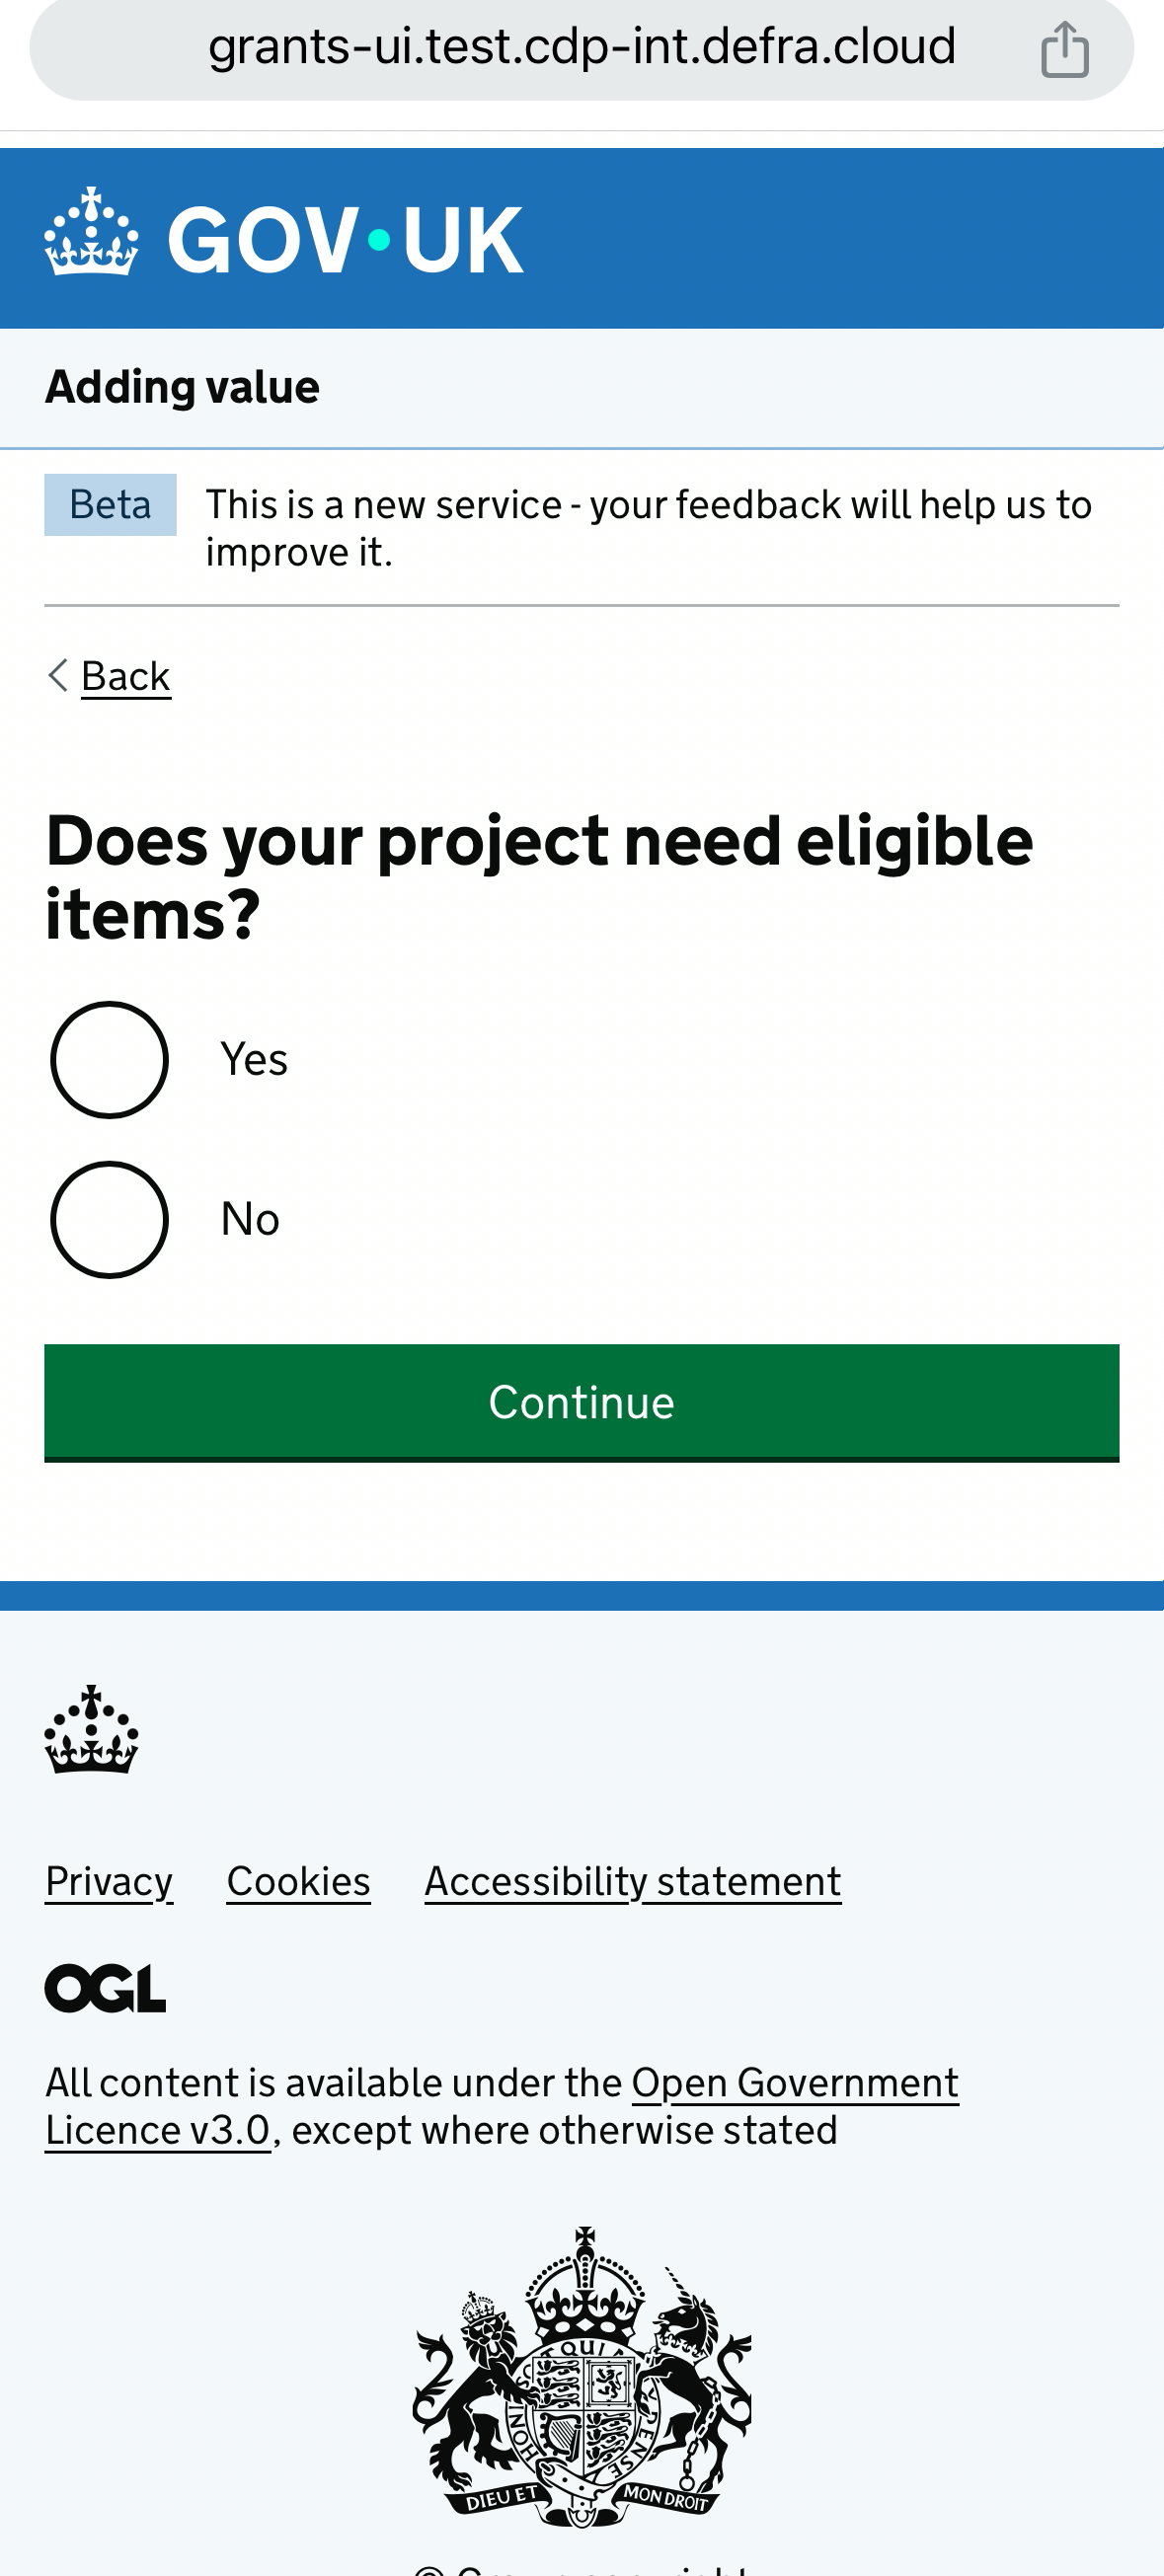 grants-ui.test.cdp-int.defra.cloud
GOV•UK
Adding value
Beta
This is a new service - your feedback will help us to
improve it.
Back
Does your project need eligible
items?
Yes
No
Continue
Privacy Cookies Accessibility statement
OGL
All content is available under the Open Government
Licence v3.0, except where otherwise stated
DIEU ET MON DROIT
© Crown copyright